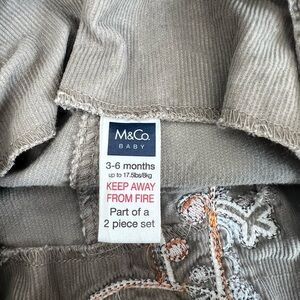 M&Co.
BABY
3-6 months
up to 17.5lbs/8kg
KEEP AWAY
FROM FIRE
Part of a
2 piece set